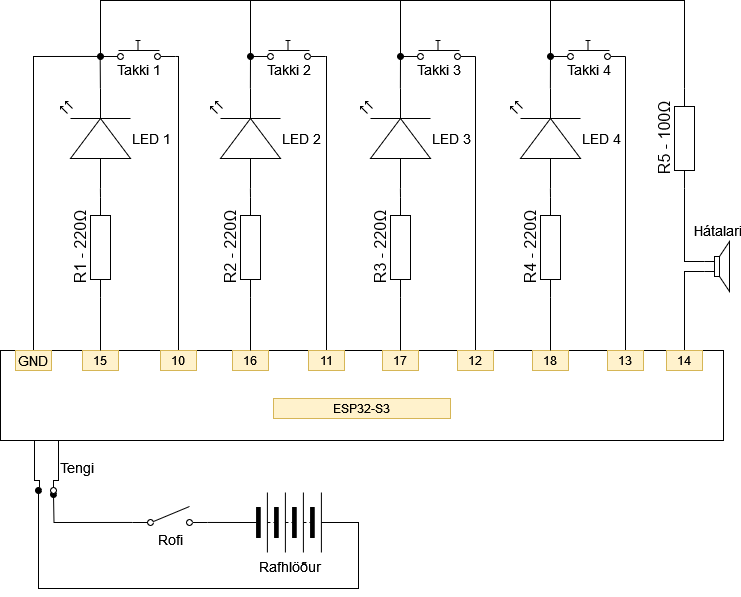 Takki 1
Takki 2
Takki 3
Takki 4
LED 1
LED 2
LED 3
LED 4
R5 - 100Ω
R1 - 220Ω
R2 - 220Ω
R3 - 220Ω
R4 - 220Ω
Hátalari
GND
15
10
16
11
17
12
18
13
14
ESP32-S3
Tengi
Rofi
Rafhlöður